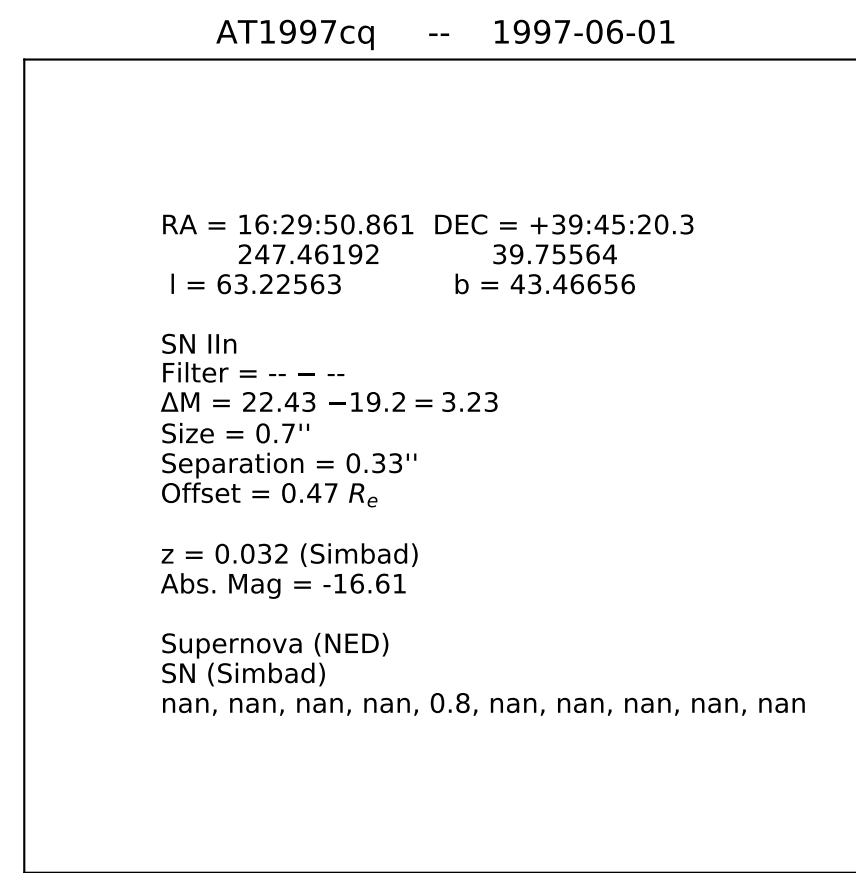 AT1997cq -- 1997-06-01
RA = 16:29:50.861 DEC = +39:45:20.3
247.46192 39.75564
l = 63.22563 b = 43.46656
SN IIn
Filter = -- − --
ΔM = 22.43 −19.2 = 3.23
Size = 0.7''
Separation = 0.33''
Offset = 0.47 Rₑ
z = 0.032 (Simbad)
Abs. Mag = -16.61
Supernova (NED)
SN (Simbad)
nan, nan, nan, nan, 0.8, nan, nan, nan, nan, nan